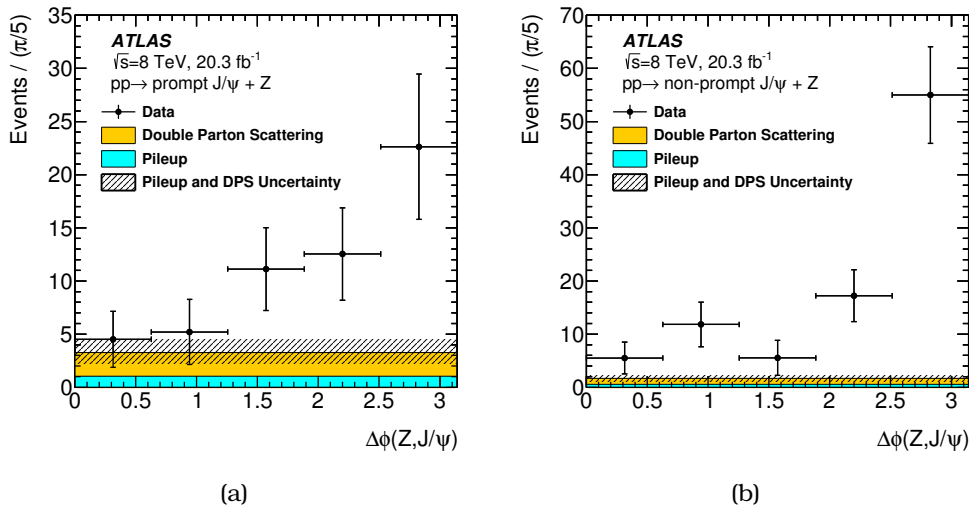 Events / (π/5)
35
30
25
20
15
10
5
0
ATLAS
√s=8 TeV, 20.3 fb⁻¹
pp→ prompt J/ψ + Z
Data
Double Parton Scattering
Pileup
Pileup and DPS Uncertainty
0 0.5 1 1.5 2 2.5 3
Δϕ(Z,J/ψ)
(a)
Events / (π/5)
70
60
50
40
30
20
10
0
ATLAS
√s=8 TeV, 20.3 fb⁻¹
pp→ non-prompt J/ψ + Z
Data
Double Parton Scattering
Pileup
Pileup and DPS Uncertainty
0 0.5 1 1.5 2 2.5 3
Δϕ(Z,J/ψ)
(b)